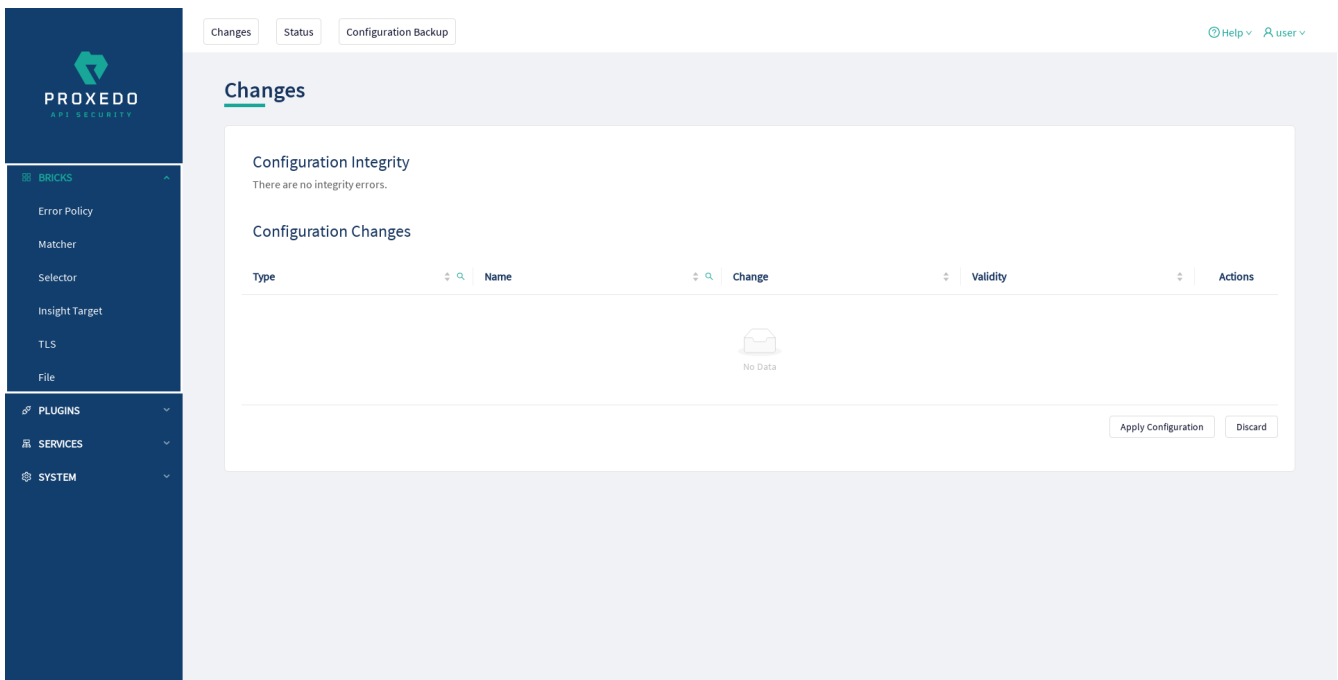 Changes Status Configuration Backup Help user
PROXEDO
API SECURITY
BRICKS
Error Policy
Matcher
Selector
Insight Target
TLS
File
PLUGINS
SERVICES
SYSTEM
Changes
Configuration Integrity
There are no integrity errors.
Configuration Changes
Type Name Change Validity Actions
No Data
Apply Configuration Discard